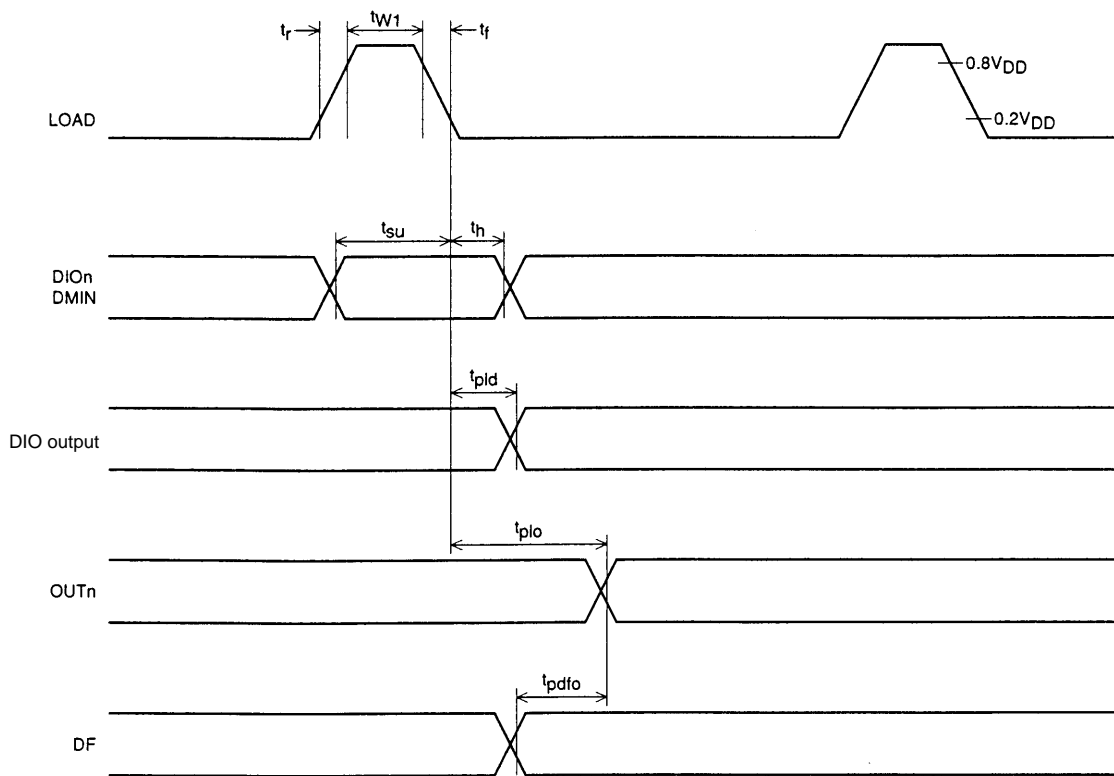 tr
tW1
tf
LOAD
0.8VDD
0.2VDD
tsu
th
DIOn
DMIN
tpld
DIO output
tplo
OUTn
tpdfo
DF